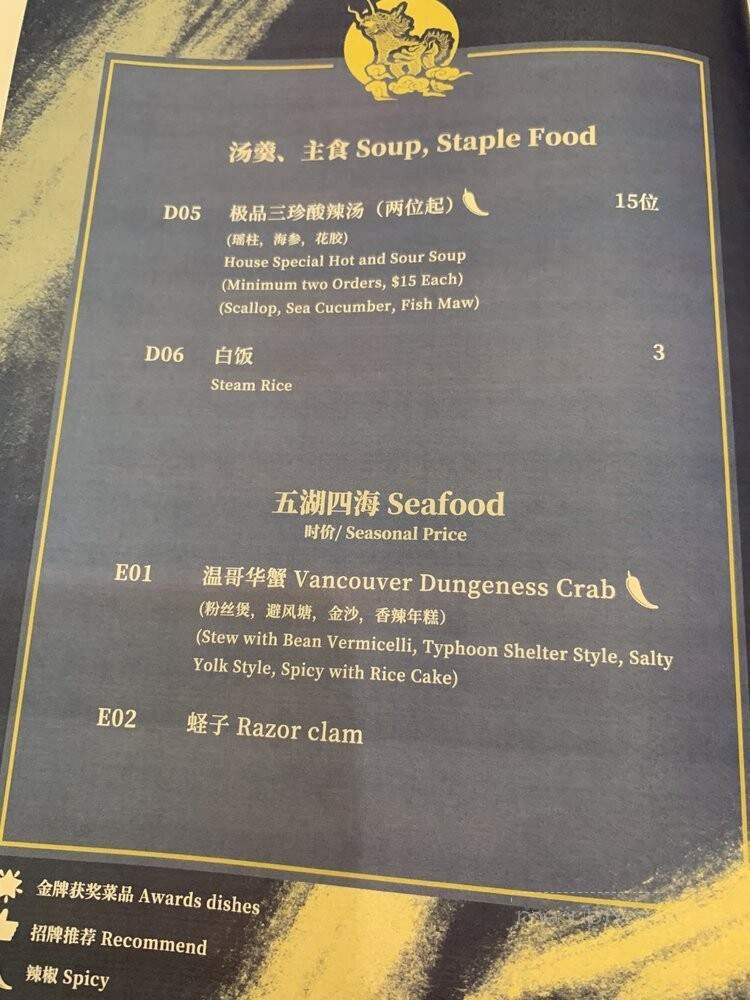 汤羹、主食 Soup, Staple Food
D05 极品三珍酸辣汤（两位起） 15位
(瑶柱，海参，花胶)
House Special Hot and Sour Soup
(Minimum two Orders, $15 Each)
(Scallop, Sea Cucumber, Fish Maw)
D06 白饭 3
Steam Rice
五湖四海 Seafood
时价/ Seasonal Price
E01 温哥华蟹 Vancouver Dungeness Crab
(粉丝煲，避风塘，金沙，香辣年糕)
(Stew with Bean Vermicelli, Typhoon Shelter Style, Salty
Yolk Style, Spicy with Rice Cake)
E02 蛏子 Razor clam
金牌获奖菜品 Awards dishes
招牌推荐 Recommend
辣椒 Spicy